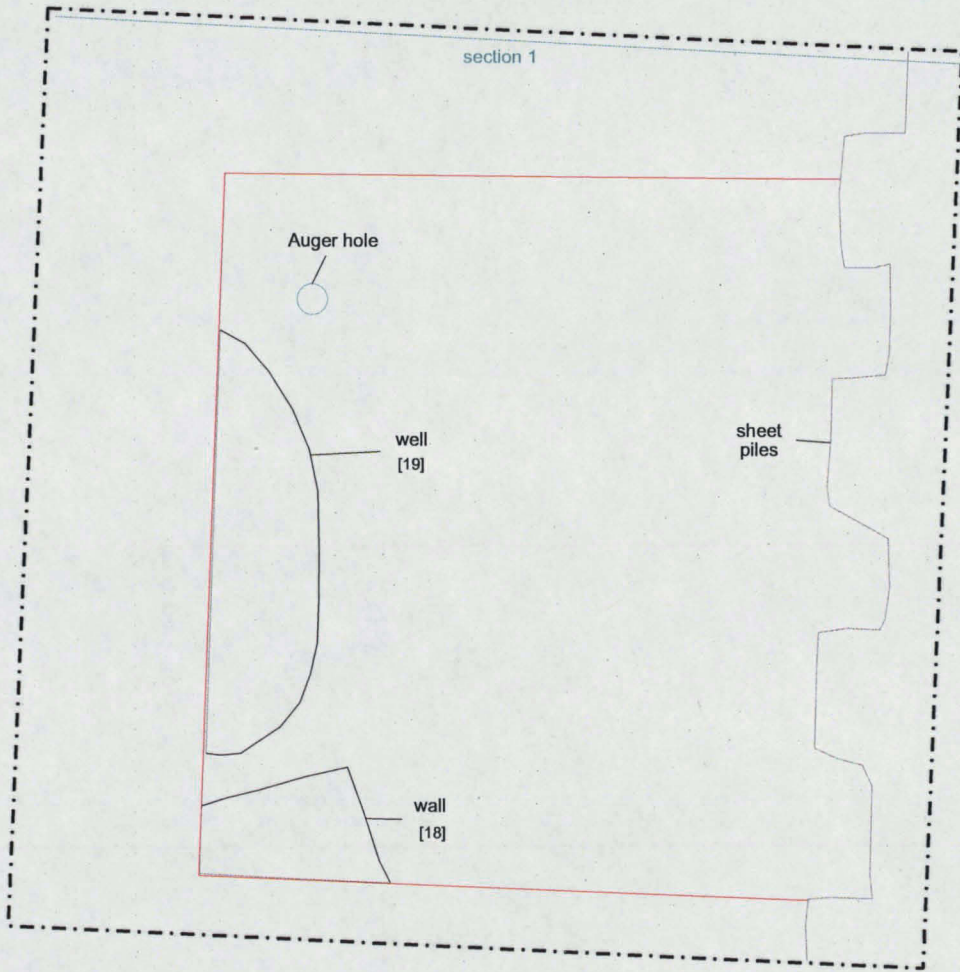 section 1
Auger hole
well
[19]
sheet
piles
wall
[18]